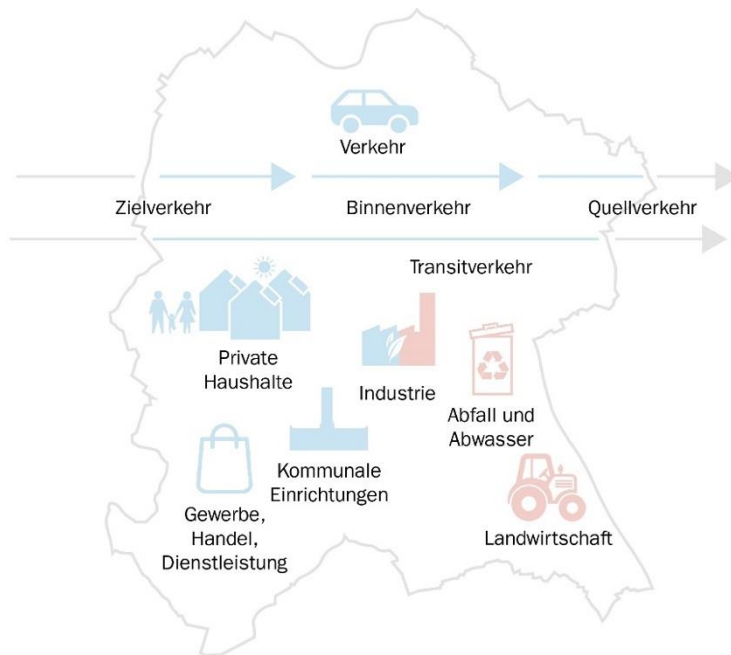 Verkehr
Zielverkehr
Binnenverkehr
Quellverkehr
Transitverkehr
Private
Haushalte
Industrie
Abfall und
Abwasser
Kommunale
Einrichtungen
Gewerbe,
Handel,
Dienstleistung
Landwirtschaft